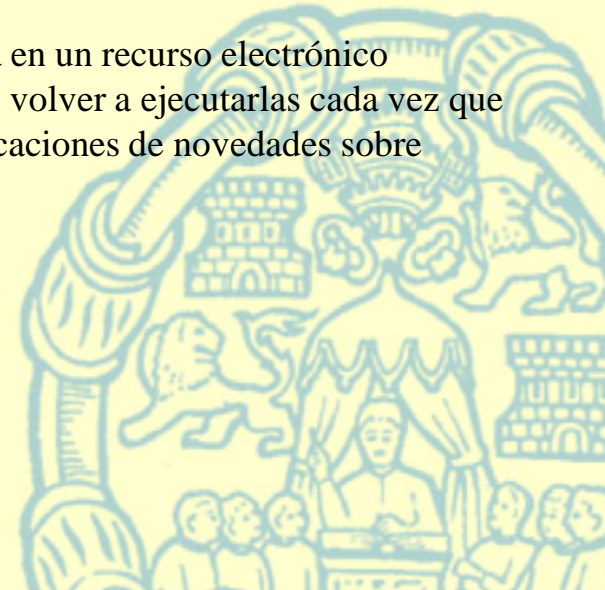 en un recurso electrónico
volver a ejecutarlas cada vez que
caciones de novedades sobre